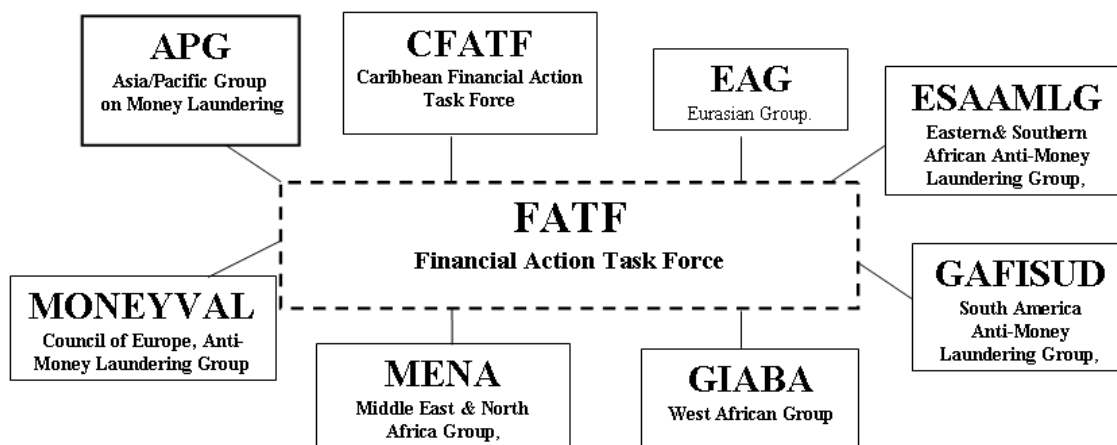 APG
Asia/Pacific Group
on Money Laundering
CFATF
Caribbean Financial Action
Task Force
EAG
Eurasian Group.
ESAAMLG
Eastern& Southern
African Anti-Money
Laundering Group,
FATF
Financial Action Task Force
MONEYVAL
Council of Europe, Anti-
Money Laundering Group
GAFISUD
South America
Anti-Money
Laundering Group,
MENA
Middle East & North
Africa Group,
GIABA
West African Group